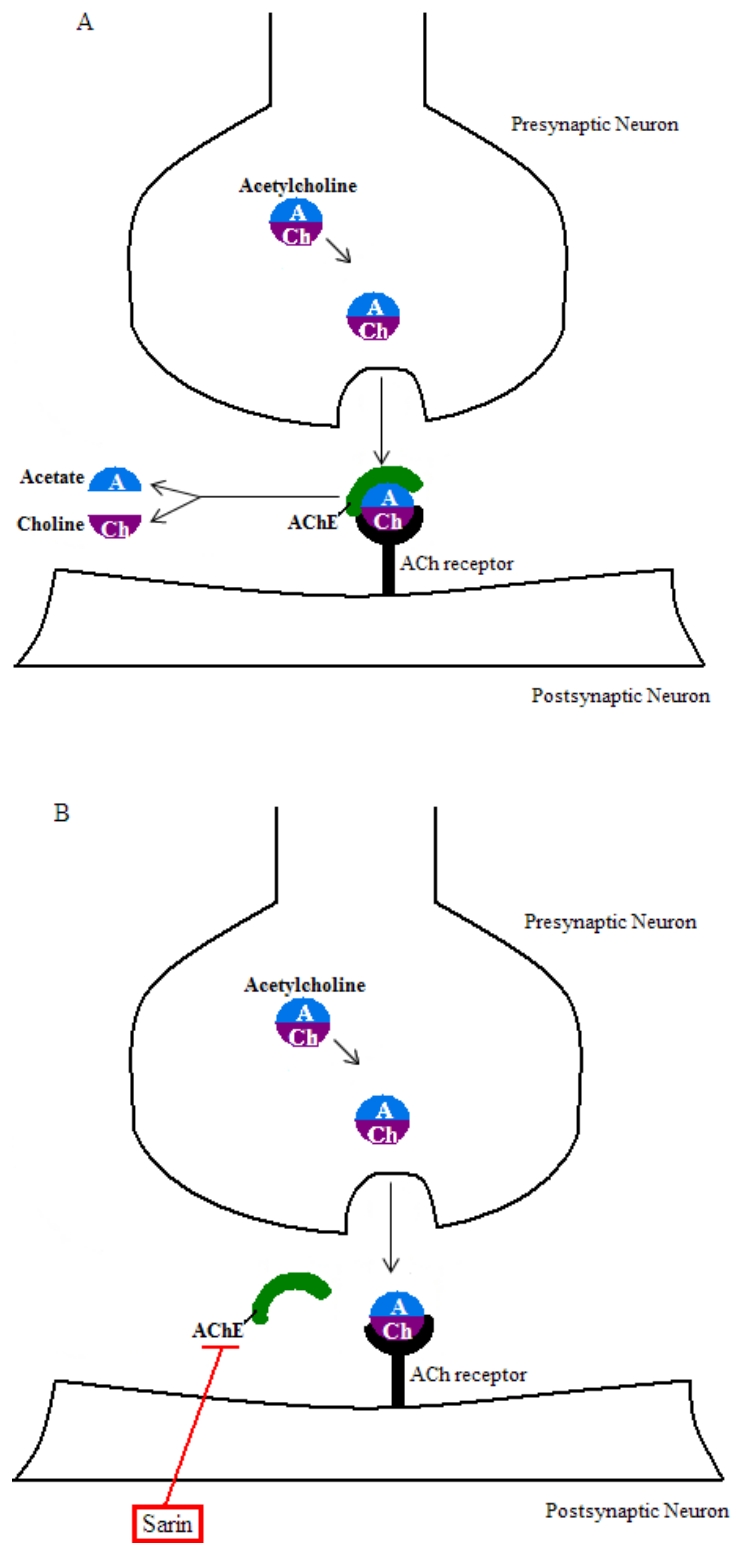 A
Presynaptic Neuron
Acetylcholine
A
Ch
A
Ch
Acetate
A
Choline
Ch
AChE
A
Ch
ACh receptor
Postsynaptic Neuron
B
Presynaptic Neuron
Acetylcholine
A
Ch
A
Ch
A
Ch
AChE
ACh receptor
Postsynaptic Neuron
Sarin